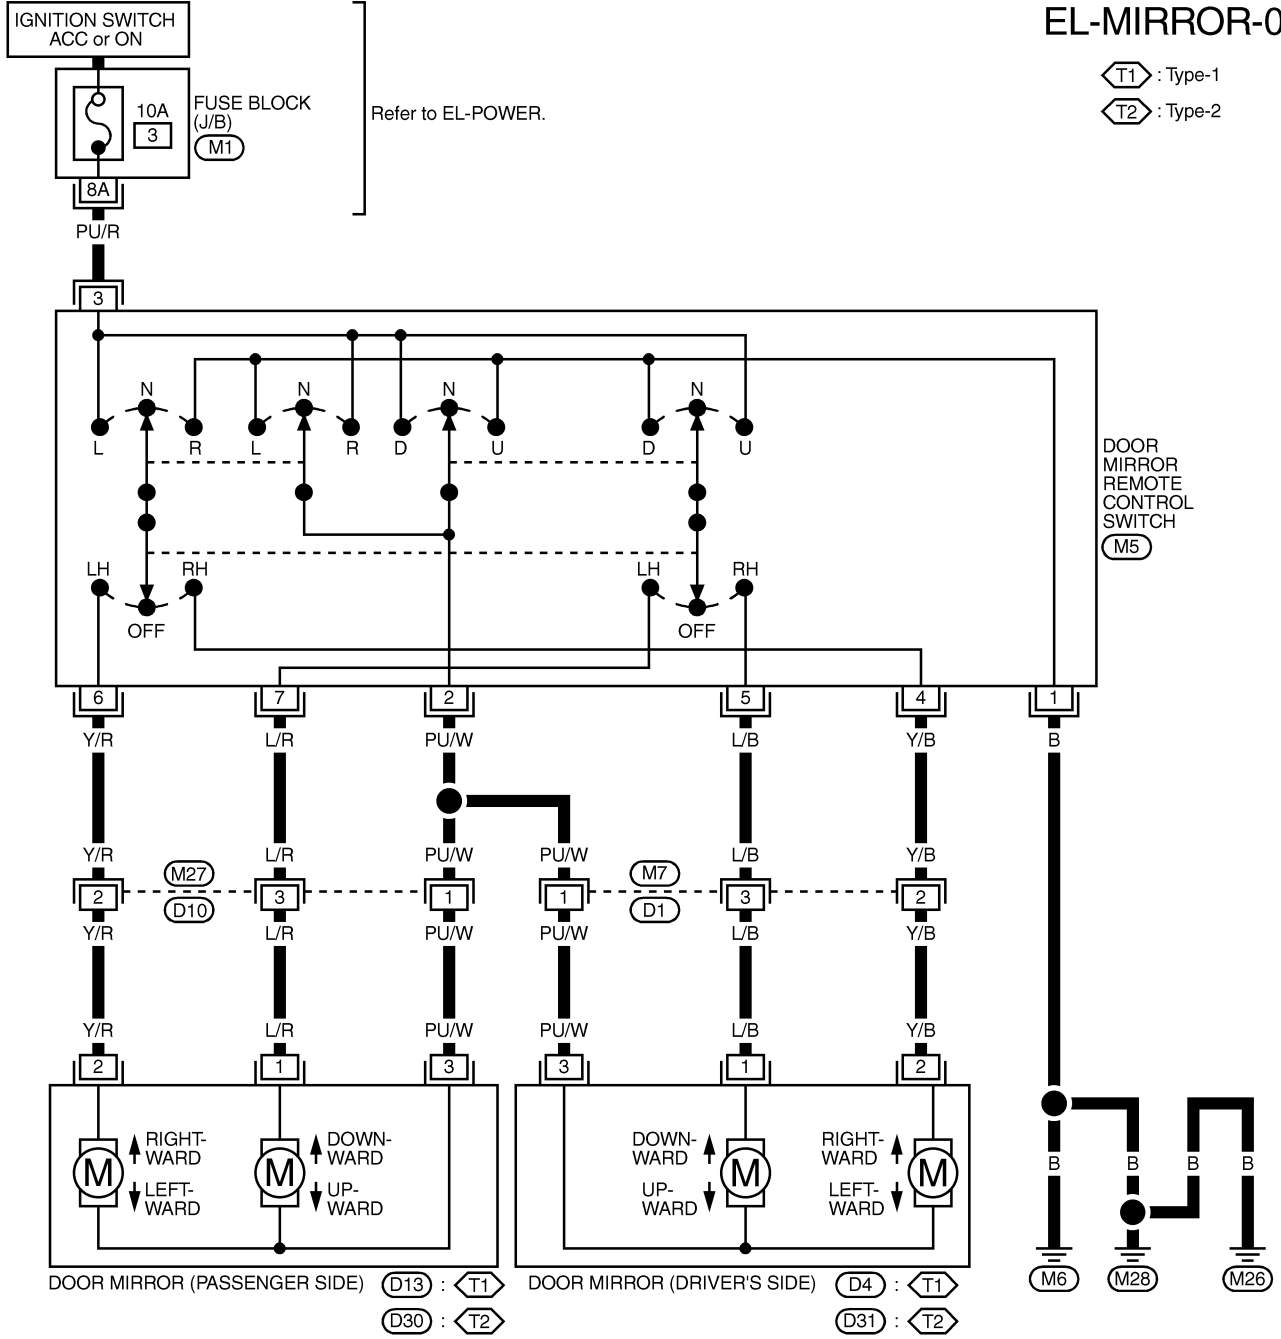 IGNITION SWITCH
ACC or ON
EL-MIRROR-0
T1 : Type-1
T2 : Type-2
10A
3
FUSE BLOCK
(J/B)
M1
Refer to EL-POWER.
8A
PU/R
3
N N N N
L R L R D U D U
DOOR
MIRROR
REMOTE
CONTROL
SWITCH
M5
LH RH LH RH
OFF OFF
6 7 2 5 4 1
Y/R L/R PU/W L/B Y/B B
Y/R L/R PU/W PU/W L/B Y/B
M27 M7
2 3 1 1 3 2
D10 D1
Y/R L/R PU/W PU/W L/B Y/B
Y/R L/R PU/W PU/W L/B Y/B
2 1 3 3 1 2
RIGHT-
WARD
DOWN-
WARD
DOWN-
WARD
RIGHT-
WARD
M M M M
B B B B
LEFT-
WARD
UP-
WARD
UP-
WARD
LEFT-
WARD
M6 M28 M26
DOOR MIRROR (PASSENGER SIDE) D13 : T1
D30 : T2
DOOR MIRROR (DRIVER'S SIDE) D4 : T1
D31 : T2